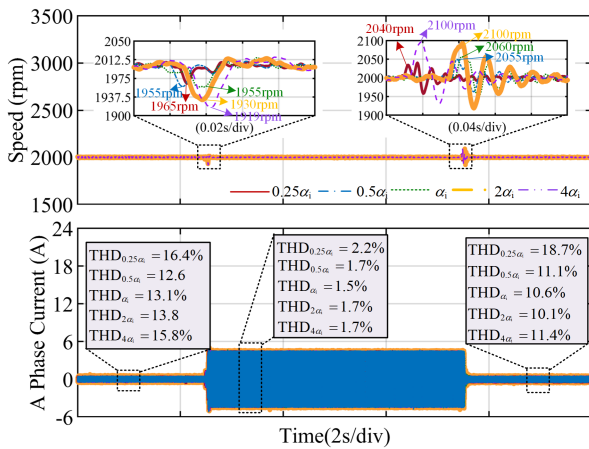 Speed (rpm)
3500
3000
2500
2000
1500
2050
2012.5
1975
1937.5
1900
1955rpm
1965rpm
1955rpm
1930rpm
1919rpm
(0.02s/div)
2100
2050
2000
1950
1900
2040rpm
2100rpm
2100rpm
2060rpm
2055rpm
(0.04s/div)
0.25αi 0.5αi αi 2αi 4αi
A Phase Current (A)
24
18
12
6
0
-6
THD0.25αi = 16.4%
THD0.5αi = 12.6
THDαi = 13.1%
THD2αi = 13.8
THD4αi = 15.8%
THD0.25αi = 2.2%
THD0.5αi = 1.7%
THDαi = 1.5%
THD2αi = 1.7%
THD4αi = 1.7%
THD0.25αi = 18.7%
THD0.5αi = 11.1%
THDαi = 10.6%
THD2αi = 10.1%
THD4αi = 11.4%
Time(2s/div)